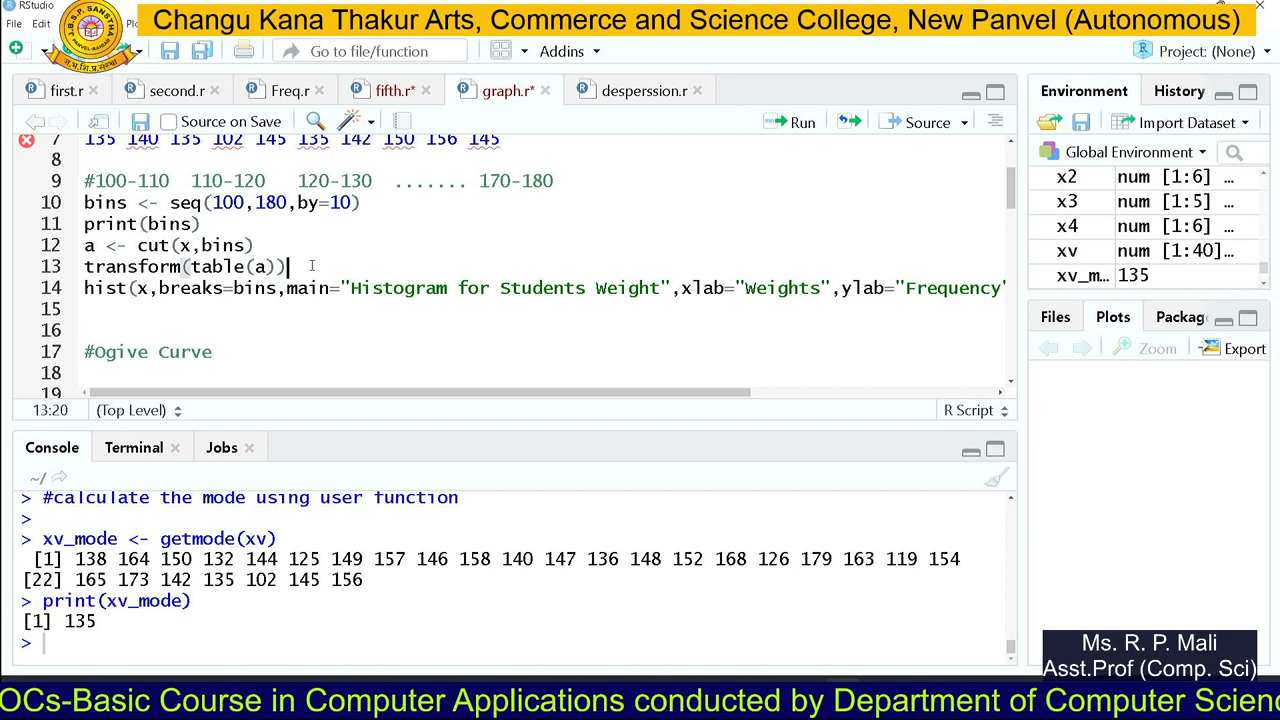 RStudio
Changu Kana Thakur Arts, Commerce and Science College, New Panvel (Autonomous)
File Edit
Go to file/function
Addins
Project: (None)
first.r
second.r
Freq.r
fifth.r*
graph.r*
desperssion.r
Environment
History
Source on Save
Run
Source
Import Dataset
Global Environment
7 135 140 135 102 145 135 142 150 156 145
8
9 #100-110 110-120 120-130 ....... 170-180
10 bins <- seq(100,180,by=10)
11 print(bins)
12 a <- cut(x,bins)
13 transform(table(a))
14 hist(x,breaks=bins,main="Histogram for Students Weight",xlab="Weights",ylab="Frequency"
15
16
17 #Ogive Curve
18
19
x2 num [1:6] ...
x3 num [1:5] ...
x4 num [1:6] ...
xv num [1:40]...
xv_m... 135
Files
Plots
Packag
Zoom
Export
13:20
(Top Level)
R Script
Console
Terminal
Jobs
~/
> #calculate the mode using user function
>
> xv_mode <- getmode(xv)
[1] 138 164 150 132 144 125 149 157 146 158 140 147 136 148 152 168 126 179 163 119 154
[22] 165 173 142 135 102 145 156
> print(xv_mode)
[1] 135
>
Ms. R. P. Mali
Asst.Prof (Comp. Sci)
OCs-Basic Course in Computer Applications conducted by Department of Computer Scien